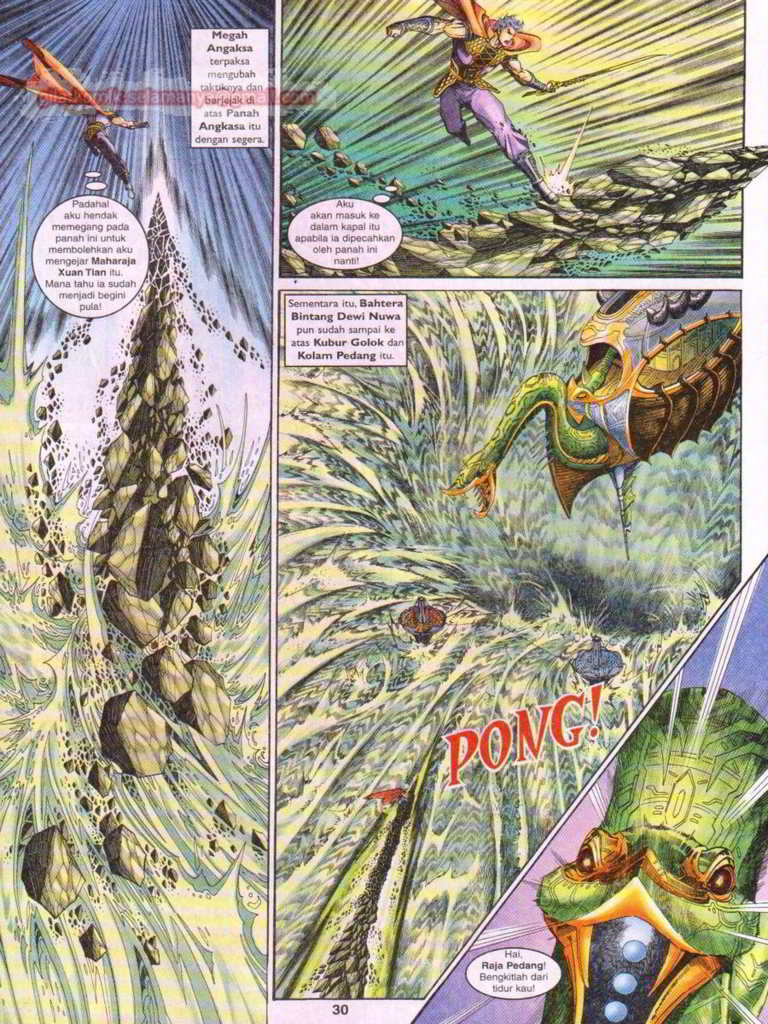 Megah
Angaksa
terpaksa
mengubah
taktiknya dan
berjejak di
atas Panah
Angkasa itu
dengan segera.
Padahal
aku hendak
memegang pada
panah ini untuk
membolehkan aku
mengejar Maharaja
Xuan Tian itu.
Mana tahu ia sudah
menjadi begini
pula!
Aku
akan masuk ke
dalam kapal itu
apabila ia dipecahkan
oleh panah ini
nanti!
Sementara itu, Bahtera
Bintang Dewi Nuwa
pun sudah sampai ke
atas Kubur Golok dan
Kolam Pedang itu.
PONG!
Hai,
Raja Pedang!
Bengkitlah dari
tidur kau!
30